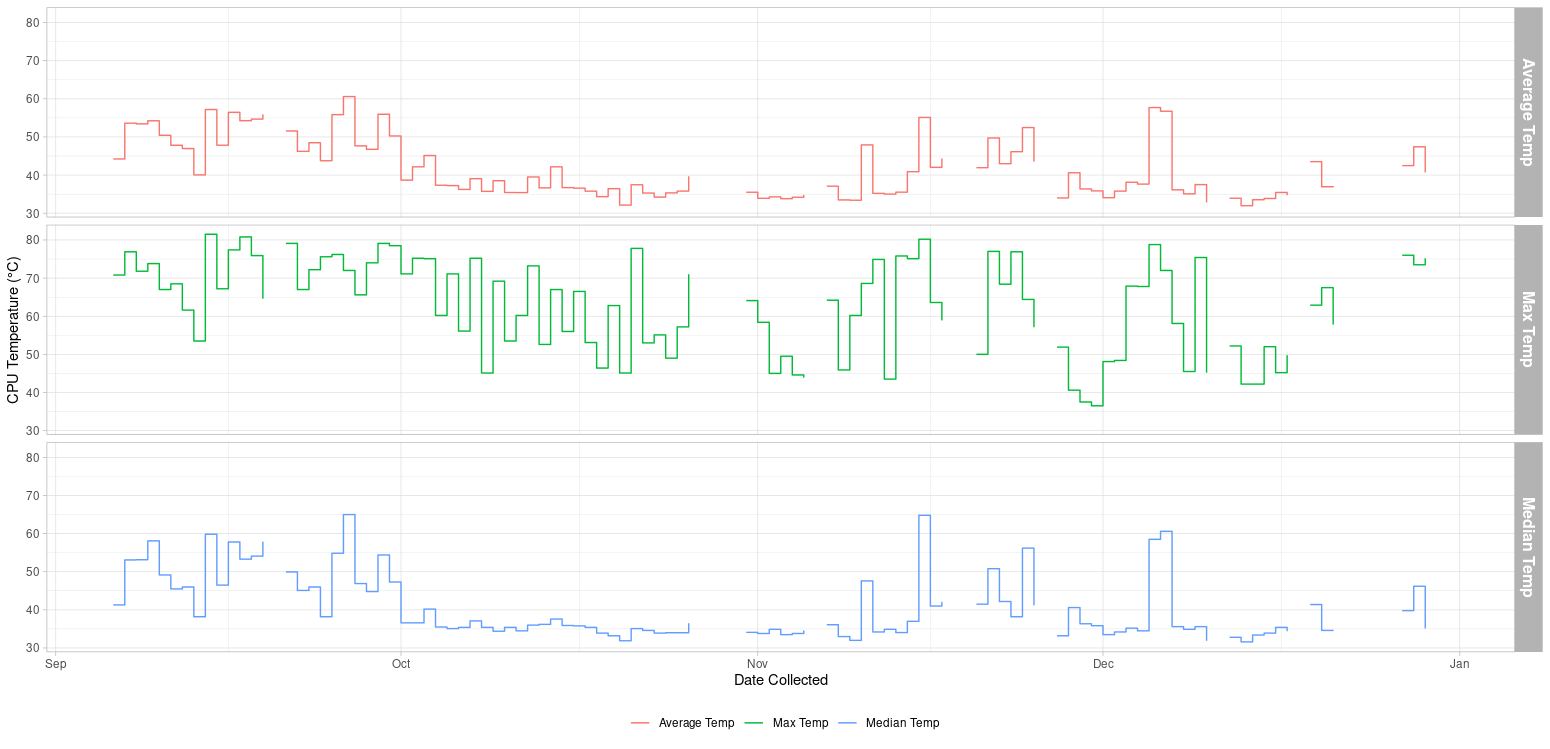 80
70
60
50
40
30
Average Temp
80
70
60
50
40
30
Max Temp
CPU Temperature (°C)
80
70
60
50
40
30
Median Temp
Sep Oct Nov Dec Jan
Date Collected
Average Temp Max Temp Median Temp